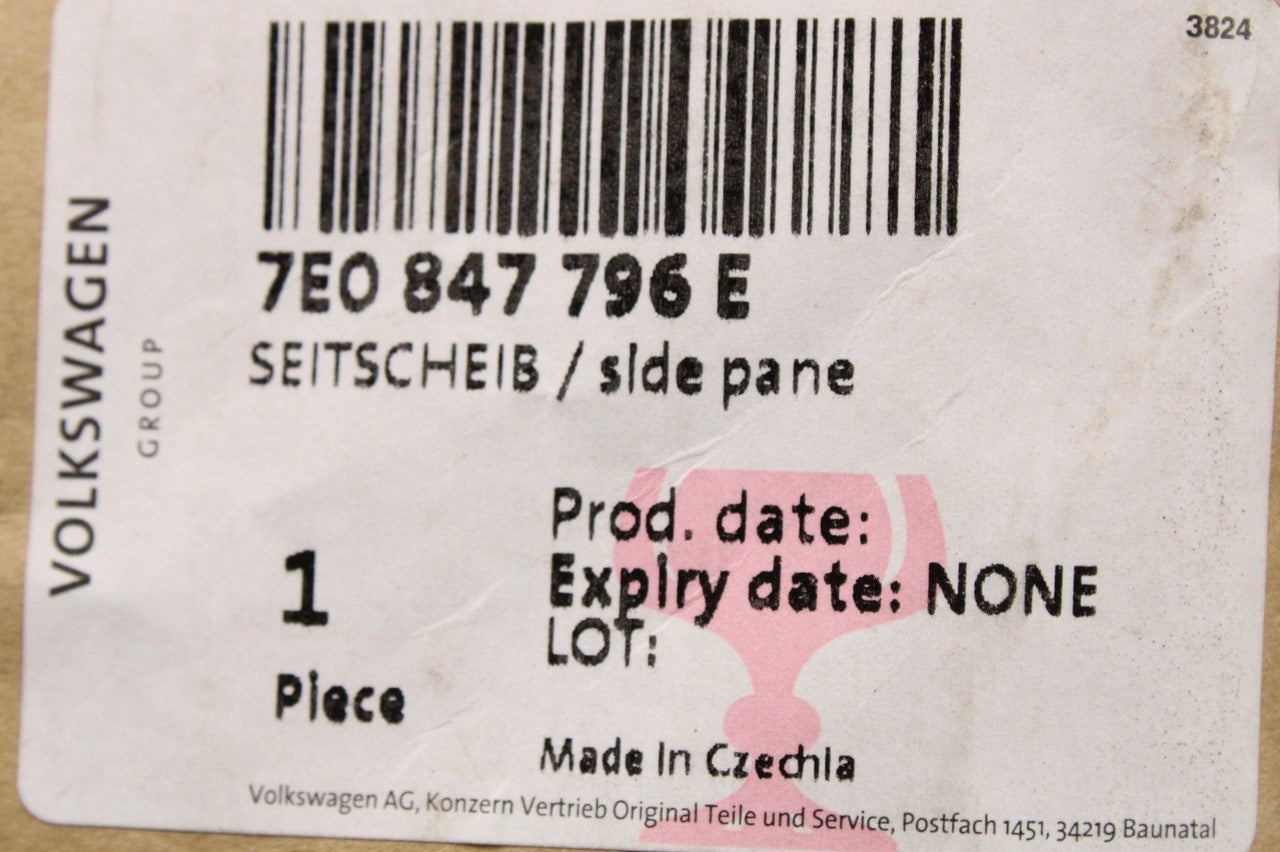 3824
VOLKSWAGEN
GROUP
7E0 847 796 E
SEITSCHEIB / side pane
Prod. date:
Expiry date: NONE
LOT:
1
Piece
Made in Czechia
Volkswagen AG, Konzern Vertrieb Original Teile und Service, Postfach 1451, 34219 Baunatal